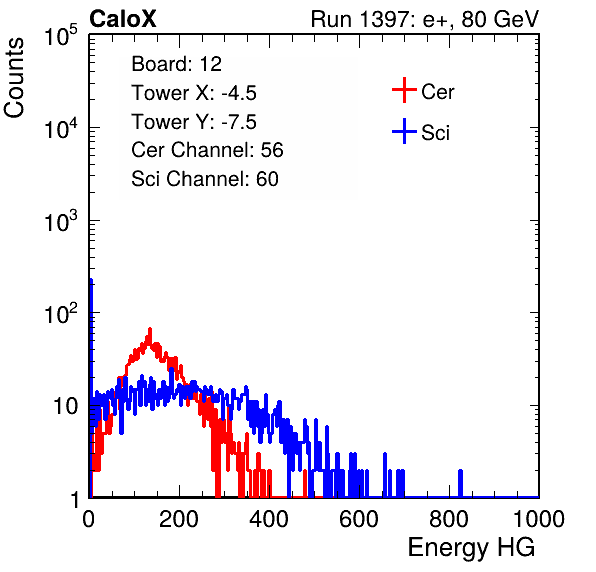 CaloX Run 1397: e+, 80 GeV
Counts
10^5
10^4
10^3
10^2
10
1
Board: 12
Tower X: -4.5
Tower Y: -7.5
Cer Channel: 56
Sci Channel: 60
Cer
Sci
0 200 400 600 800 1000
Energy HG